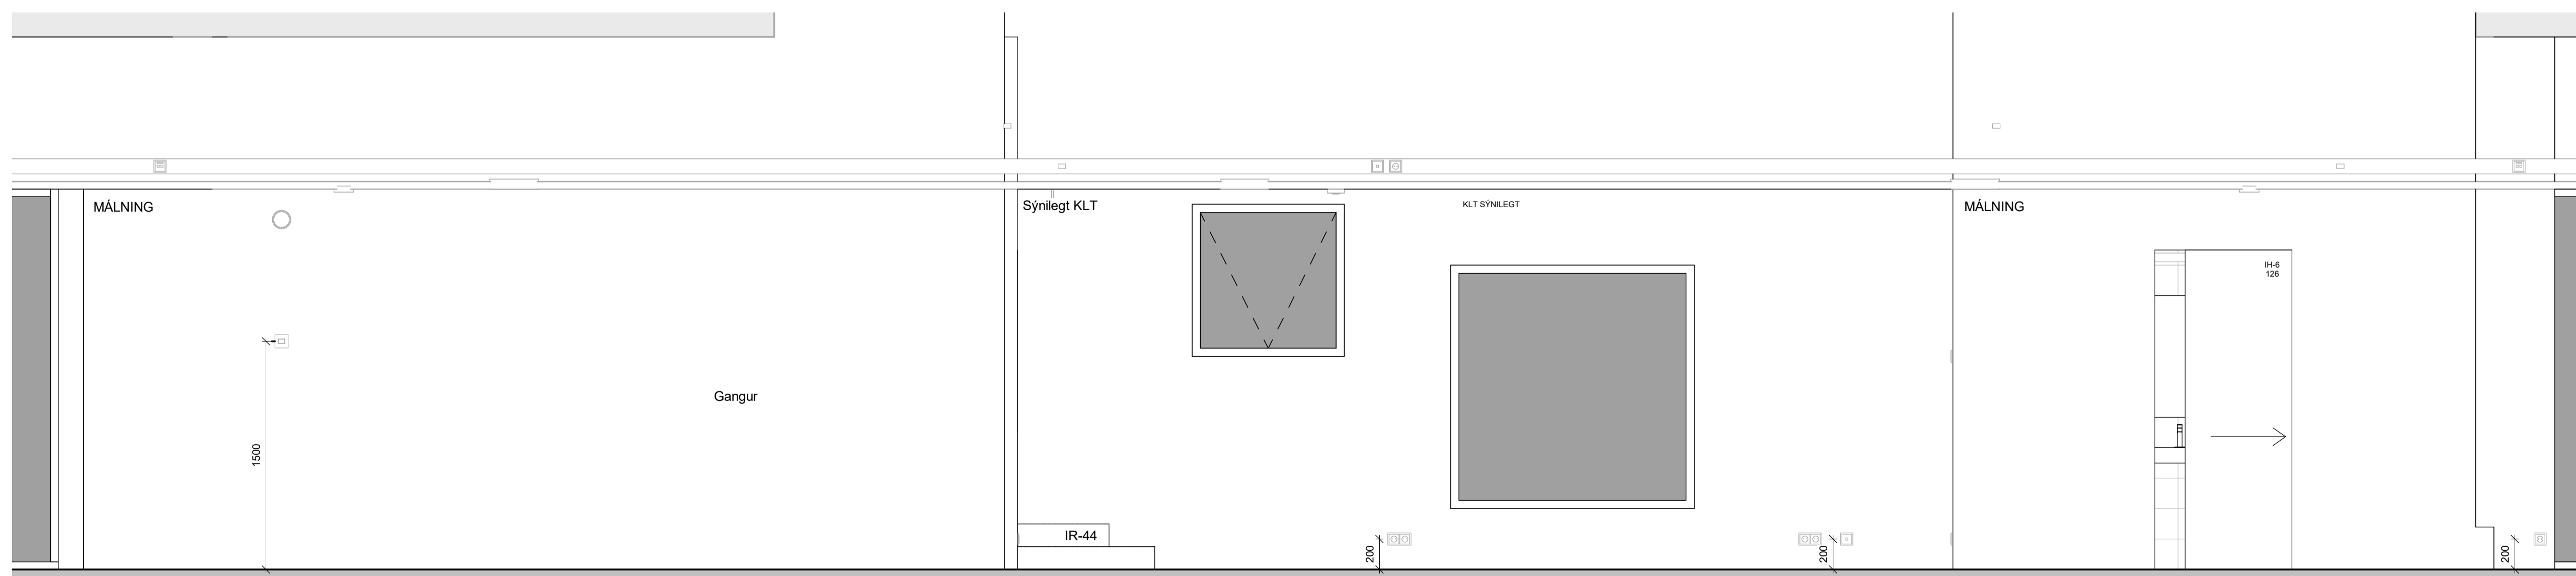 MÁLNING
Sýnilegt KLT
KLT SÝNILEGT
MÁLNING
IH-6
126
Gangur
1500
IR-44
200
200
200